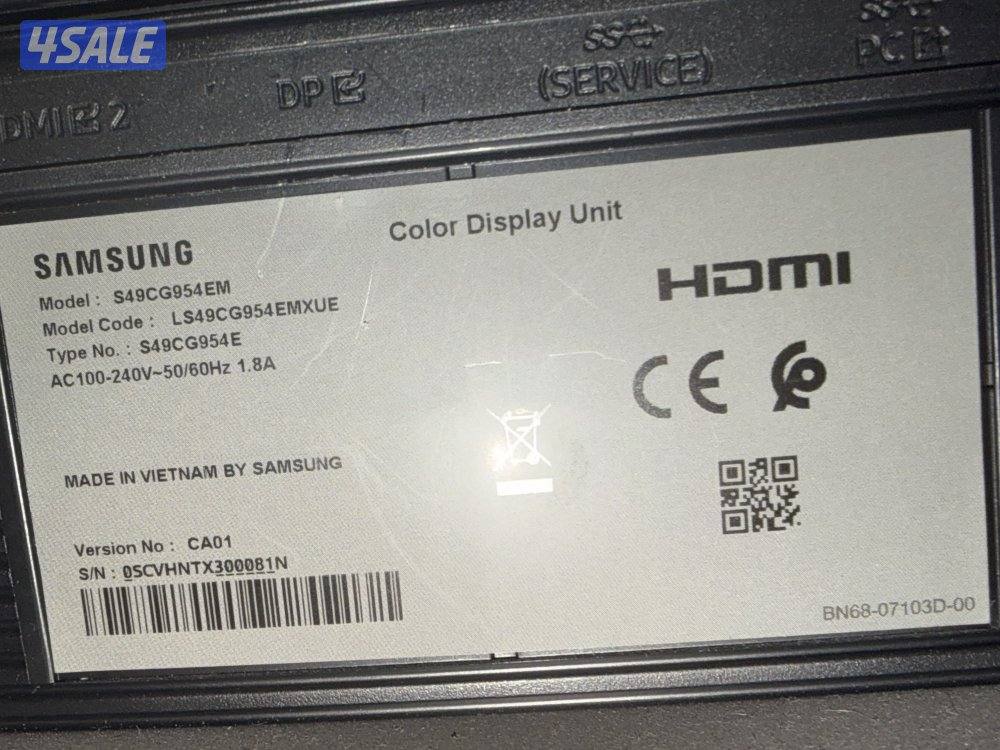 4SALE
DMI 2
DP
(SERVICE)
PC
Color Display Unit
SAMSUNG
HDMI
Model : S49CG954EM
Model Code : LS49CG954EMXUE
Type No. : S49CG954E
AC100-240V~50/60Hz 1.8A
CE
MADE IN VIETNAM BY SAMSUNG
Version No : CA01
S/N : 0SCVHNTX300081N
BN68-07103D-00